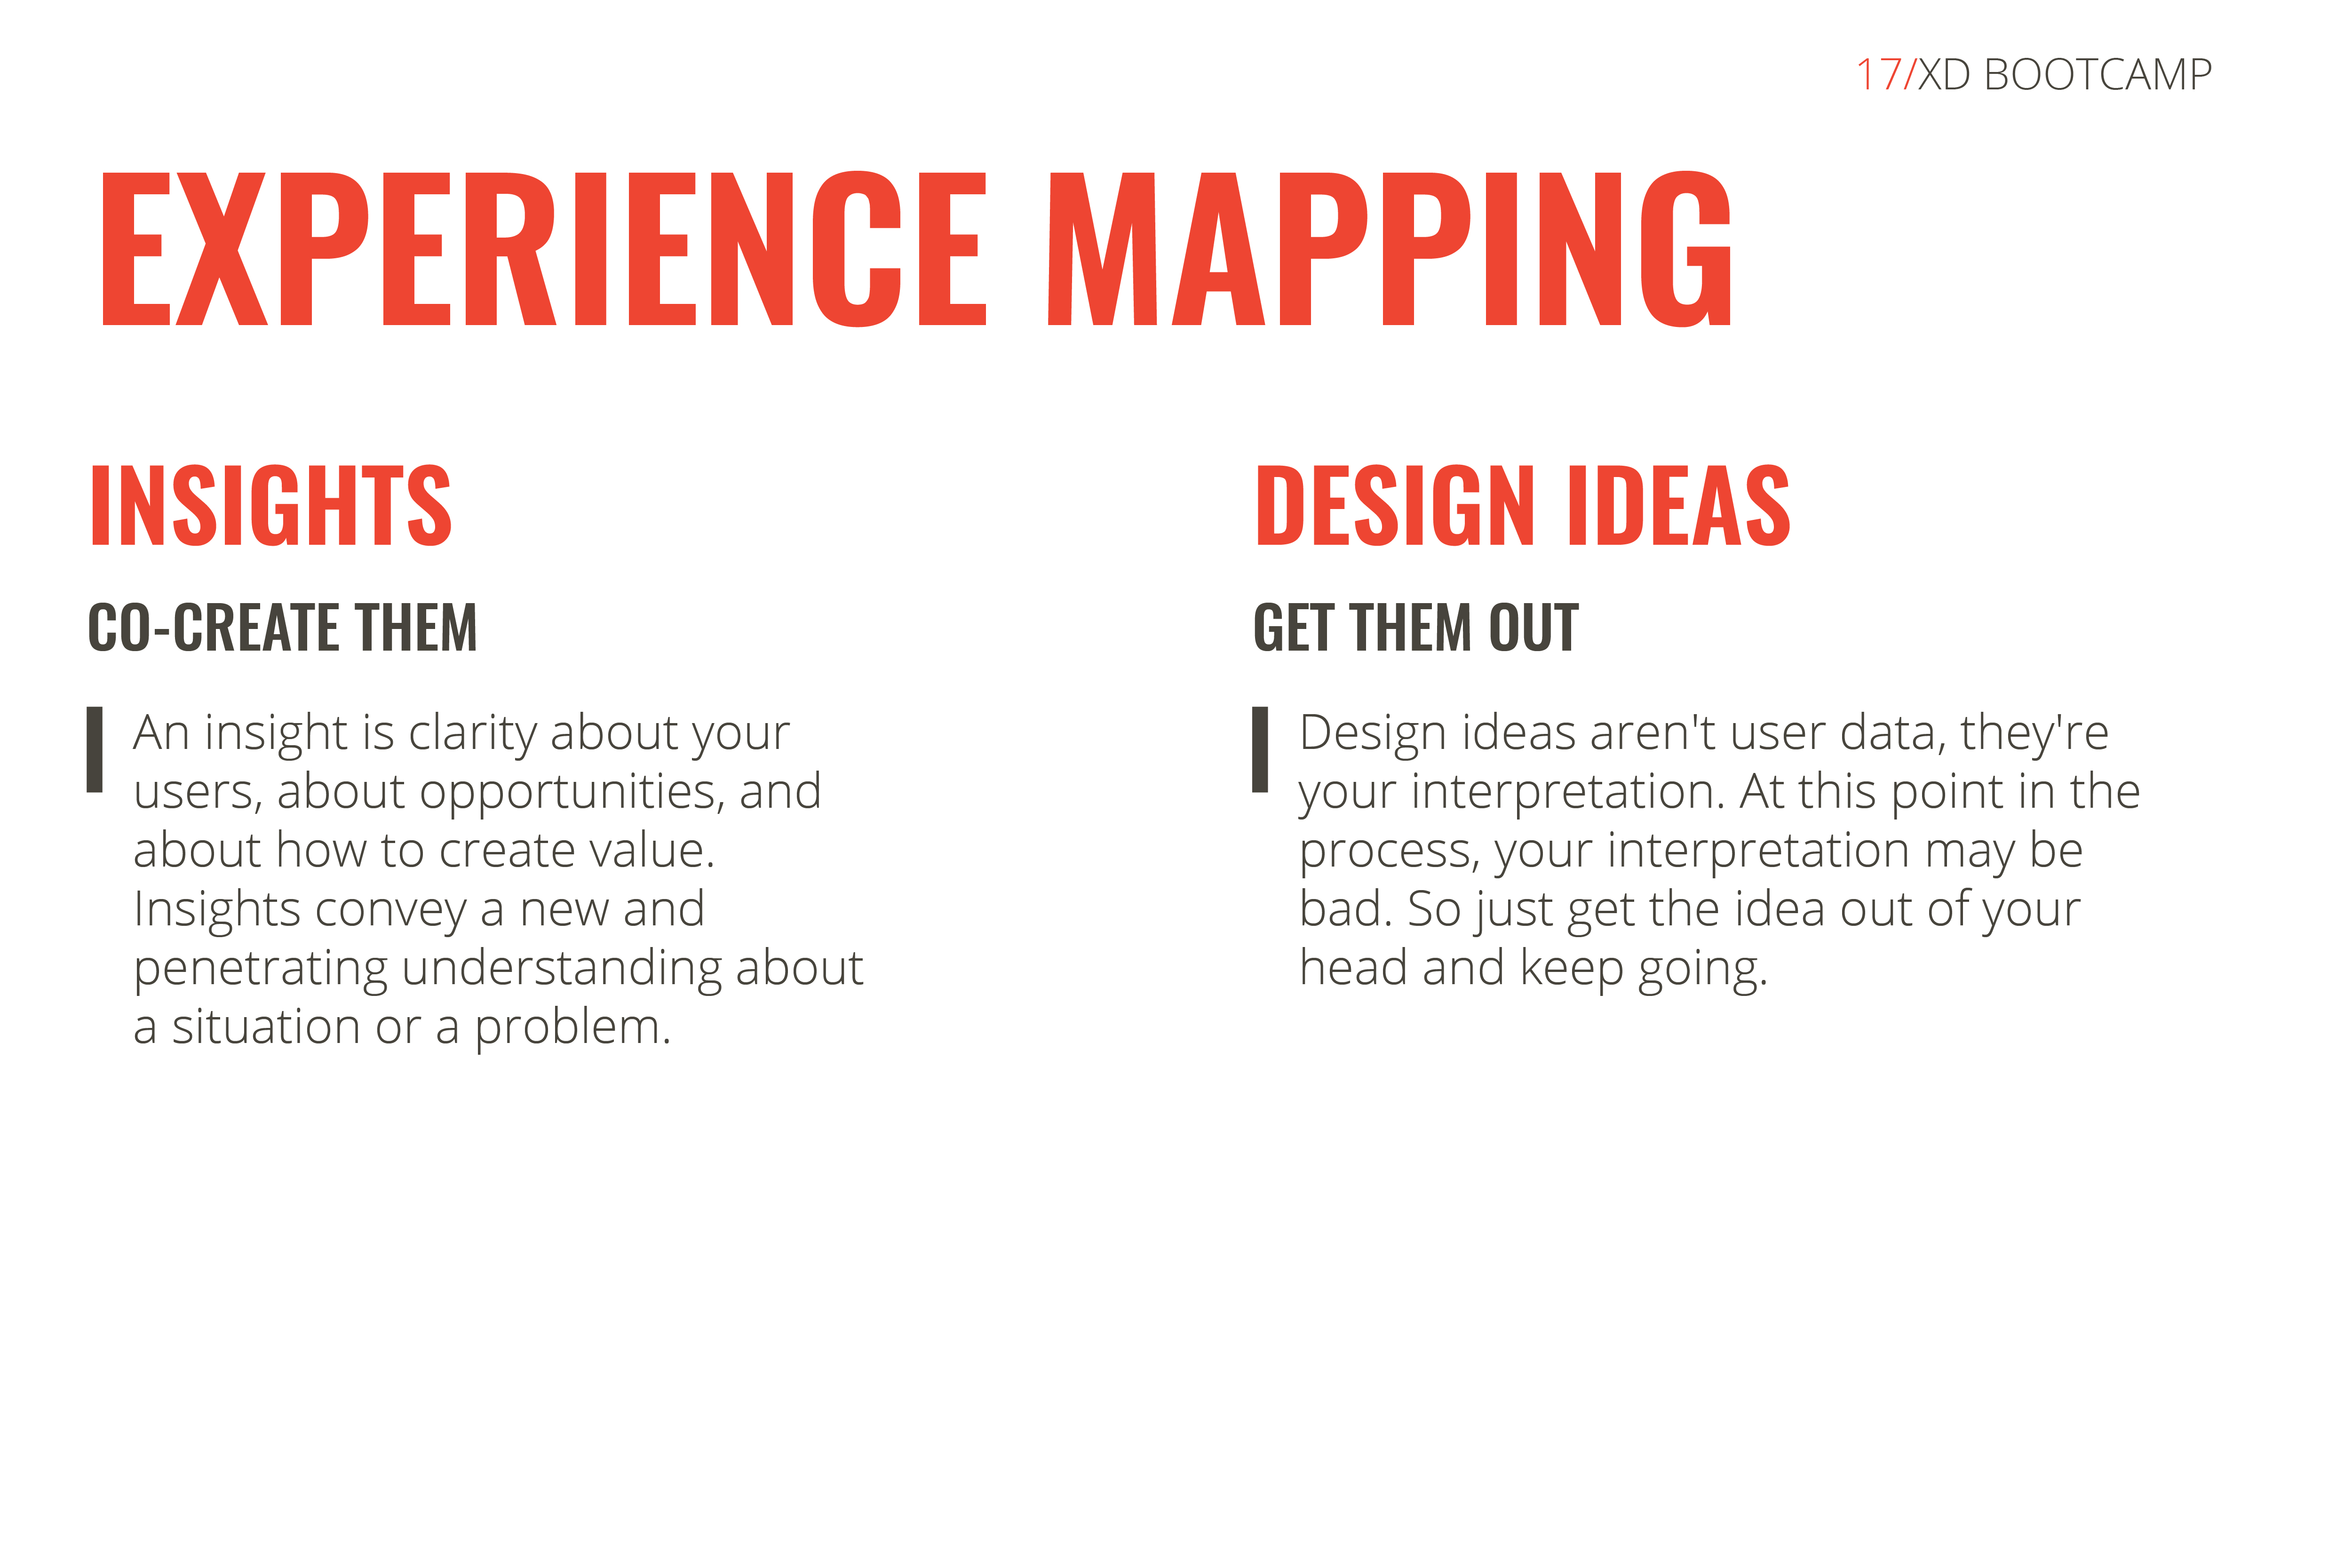 17/XD BOOTCAMP
EXPERIENCE MAPPING
INSIGHTS
CO-CREATE THEM
An insight is clarity about your
users, about opportunities, and
about how to create value.
Insights convey a new and
penetrating understanding about
a situation or a problem.
DESIGN IDEAS
GET THEM OUT
Design ideas aren't user data, they're
your interpretation. At this point in the
process, your interpretation may be
bad. So just get the idea out of your
head and keep going.